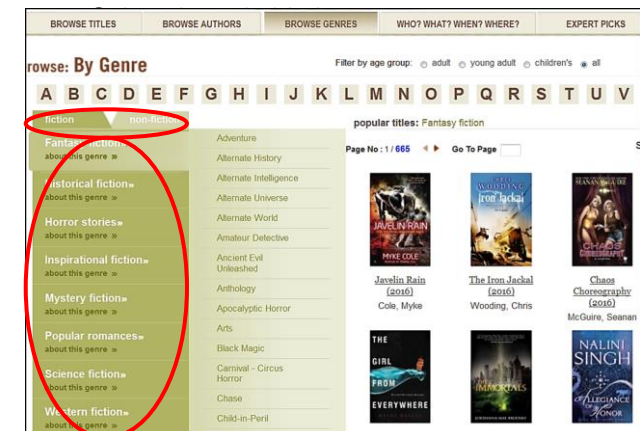 BROWSE TITLES BROWSE AUTHORS BROWSE GENRES WHO? WHAT? WHEN? WHERE? EXPERT PICKS
rowse: By Genre
Filter by age group: adult young adult children's all
A B C D E F G H I J K L M N O P Q R S T U V
fiction non-fiction
popular titles: Fantasy fiction
Fantasy fiction»
about this genre »
Historical fiction»
about this genre »
Horror stories»
about this genre »
Inspirational fiction»
about this genre »
Mystery fiction»
about this genre »
Popular romances»
about this genre »
Science fiction»
about this genre »
Western fiction»
about this genre »
Adventure
Alternate History
Alternate Intelligence
Alternate Universe
Alternate World
Amateur Detective
Ancient Evil
Unleashed
Anthology
Apocalyptic Horror
Arts
Black Magic
Carnival - Circus
Horror
Chase
Child-in-Peril
Page No : 1 / 665 Go To Page
S
JAVELIN RAIN
MYKE COLE
Javelin Rain
(2016)
Cole, Myke
WOODING
Iron Jackal
The Iron Jackal
(2016)
Wooding, Chris
SEANAN McGUIRE
CHAOS
CHOREOGRAPHY
Chaos
Choreography
(2016)
McGuire, Seanan
THE
GIRL
FROM
EVERYWHERE
IMMORTALS
NALINI
SINGH
ALLEGIANCE
OF
HONOR